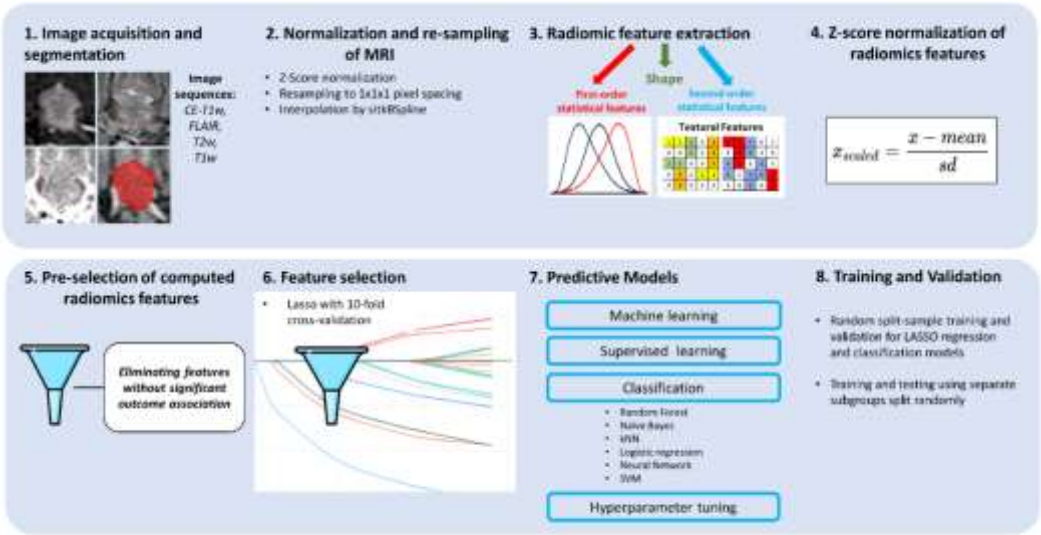 1. Image acquisition and
segmentation
Image
sequences:
CE-T1w,
FLAIR,
T2w,
T1w
2. Normalization and re-sampling
of MRI
• Z-Score normalization
• Resampling to 1x1x1 pixel spacing
• Interpolation by sitkBSpline
3. Radiomic feature extraction
Shape
First-order
statistical features
Second-order
statistical features
Textural Features
4. Z-score normalization of
radiomics features
x_scaled = (x − mean) / sd
5. Pre-selection of computed
radiomics features
Eliminating features
without significant
outcome association
6. Feature selection
• Lasso with 10-fold
cross-validation
7. Predictive Models
Machine learning
Supervised learning
Classification
• Random Forest
• Naive Bayes
• kNN
• Logistic regression
• Neural Network
• SVM
Hyperparameter tuning
8. Training and Validation
• Random split-sample training and
validation for LASSO regression
and classification models
• Training and testing using separate
subgroups split randomly